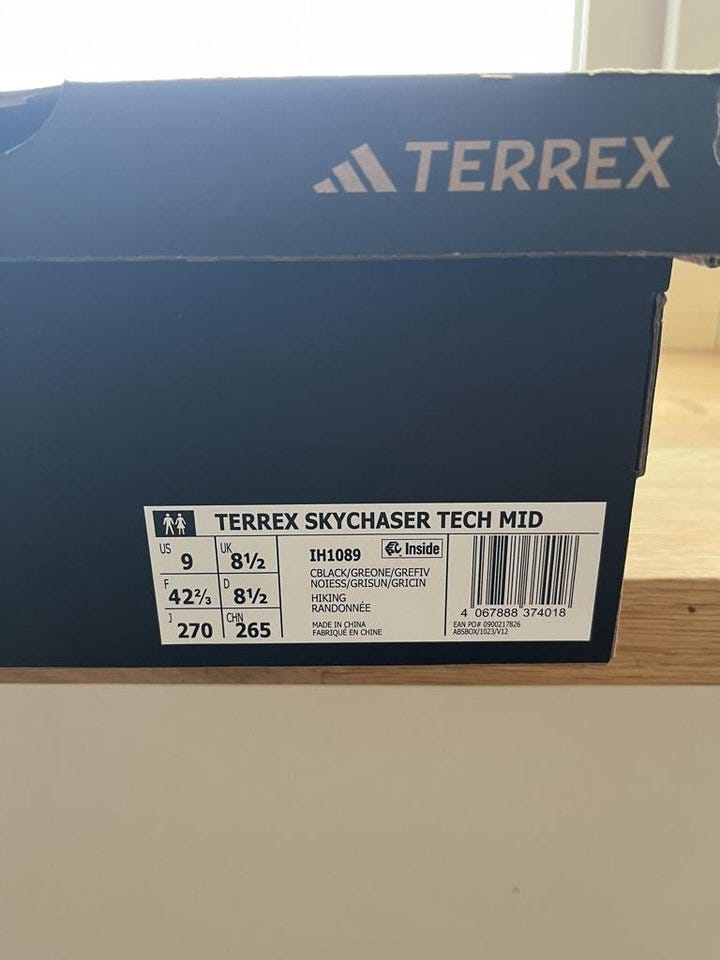 TERREX
TERREX SKYCHASER TECH MID
US 9 UK 8½
F 42⅔ D 8½
J 270 CHN 265
IH1089 Inside
CBLACK/GREONE/GREFIV
NOIESS/GRISUN/GRICIN
HIKING
RANDONNÉE
MADE IN CHINA
FABRIQUÉ EN CHINE
4 067888 374018
EAN PO# 0900217826
ABSBOX/1023/V12